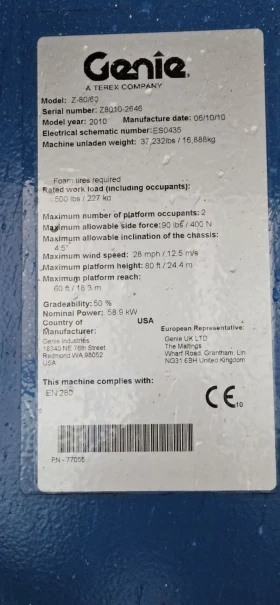 Genie
A TEREX COMPANY
Model: Z-80/60
Serial number: Z8010-2646
Model year: 2010 Manufacture date: 06/10/10
Electrical schematic number: ES0435
Machine unladen weight: 37,232lbs / 16,888kg
Foam tires required
Rated work load (including occupants):
500 lbs / 227 kg
Maximum number of platform occupants: 2
Maximum allowable side force: 90 lbs / 400 N
Maximum allowable inclination of the chassis:
4.5°
Maximum wind speed: 28 mph / 12.5 m/s
Maximum platform height: 80 ft / 24.4 m
Maximum platform reach:
60 ft / 18.3 m
Gradeability: 50 %
Nominal Power: 58.9 kW
Country of
Manufacturer: USA
Genie Industries
18340 NE 76th Street
Redmond WA 98052
USA
European Representative:
Genie UK LTD
The Maltings
Wharf Road, Grantham, Lin
NG31 6BH United Kingdom
This machine complies with:
EN 280
CE 10
P/N - 77055